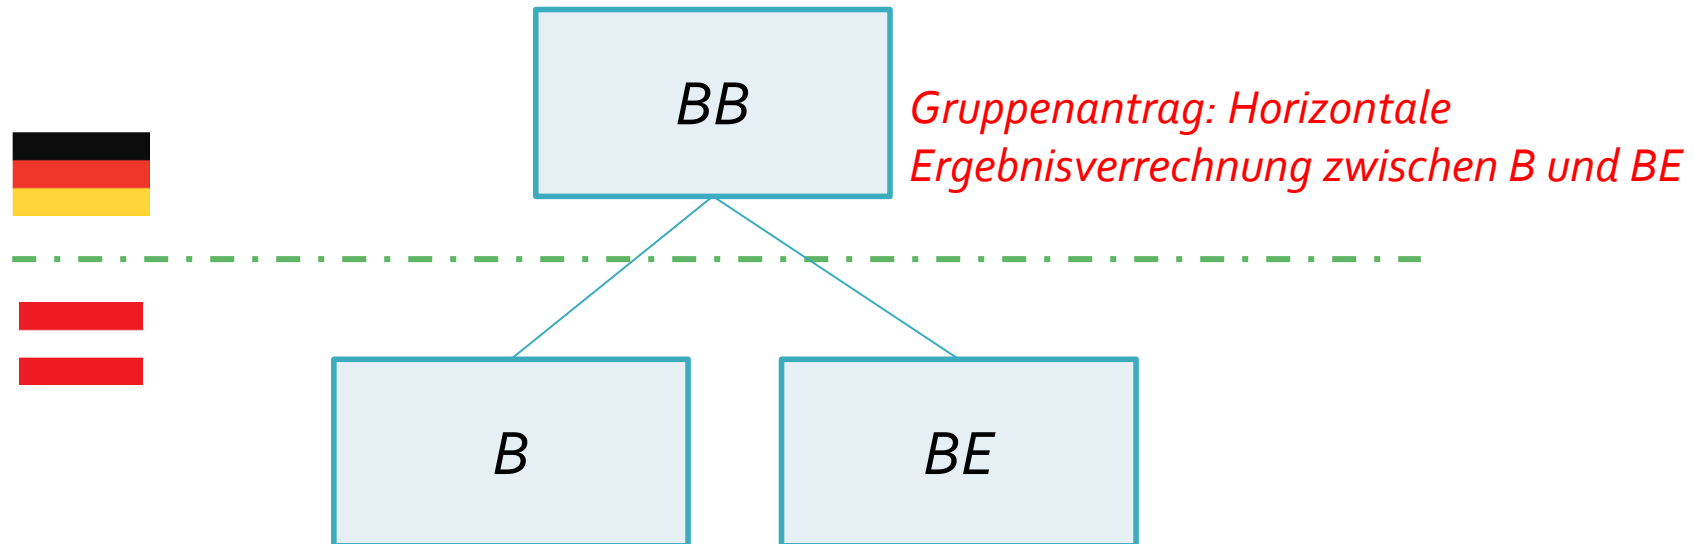 BB
Gruppenantrag: Horizontale
Ergebnisverrechnung zwischen B und BE
B
BE